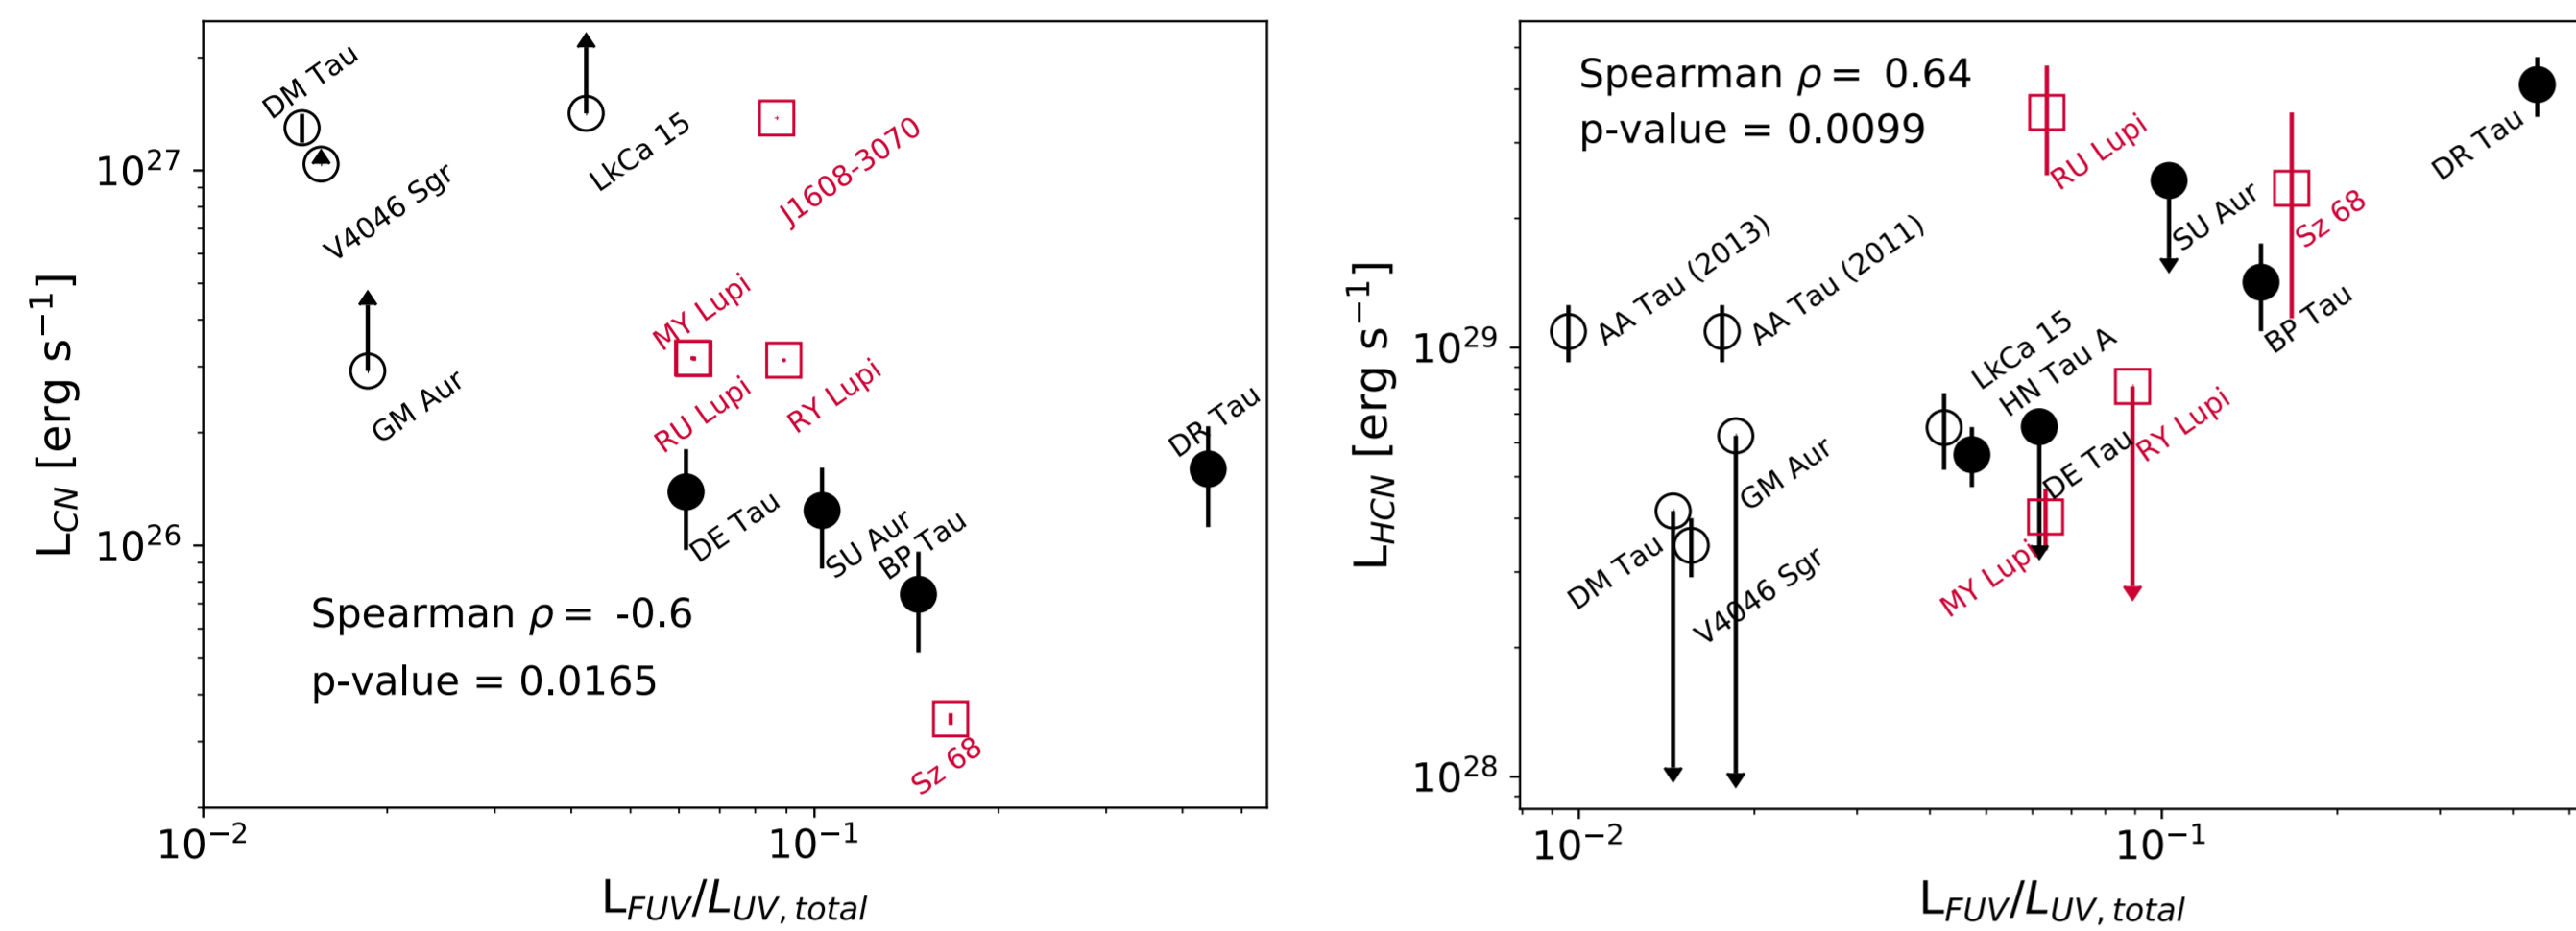 L_CN [erg s^−1]
10^27
10^26
DM Tau
V4046 Sgr
LkCa 15
J1608-3070
GM Aur
MY Lupi
RU Lupi
RY Lupi
DE Tau
SU Aur
BP Tau
DR Tau
Sz 68
Spearman ρ = -0.6
p-value = 0.0165
10^−2
10^−1
L_FUV/L_UV, total
L_HCN [erg s^−1]
10^29
10^28
Spearman ρ = 0.64
p-value = 0.0099
RU Lupi
DR Tau
SU Aur
Sz 68
AA Tau (2013)
AA Tau (2011)
BP Tau
LkCa 15
HN Tau A
GM Aur
DE Tau
RY Lupi
DM Tau
V4046 Sgr
MY Lupi
10^−2
10^−1
L_FUV/L_UV, total